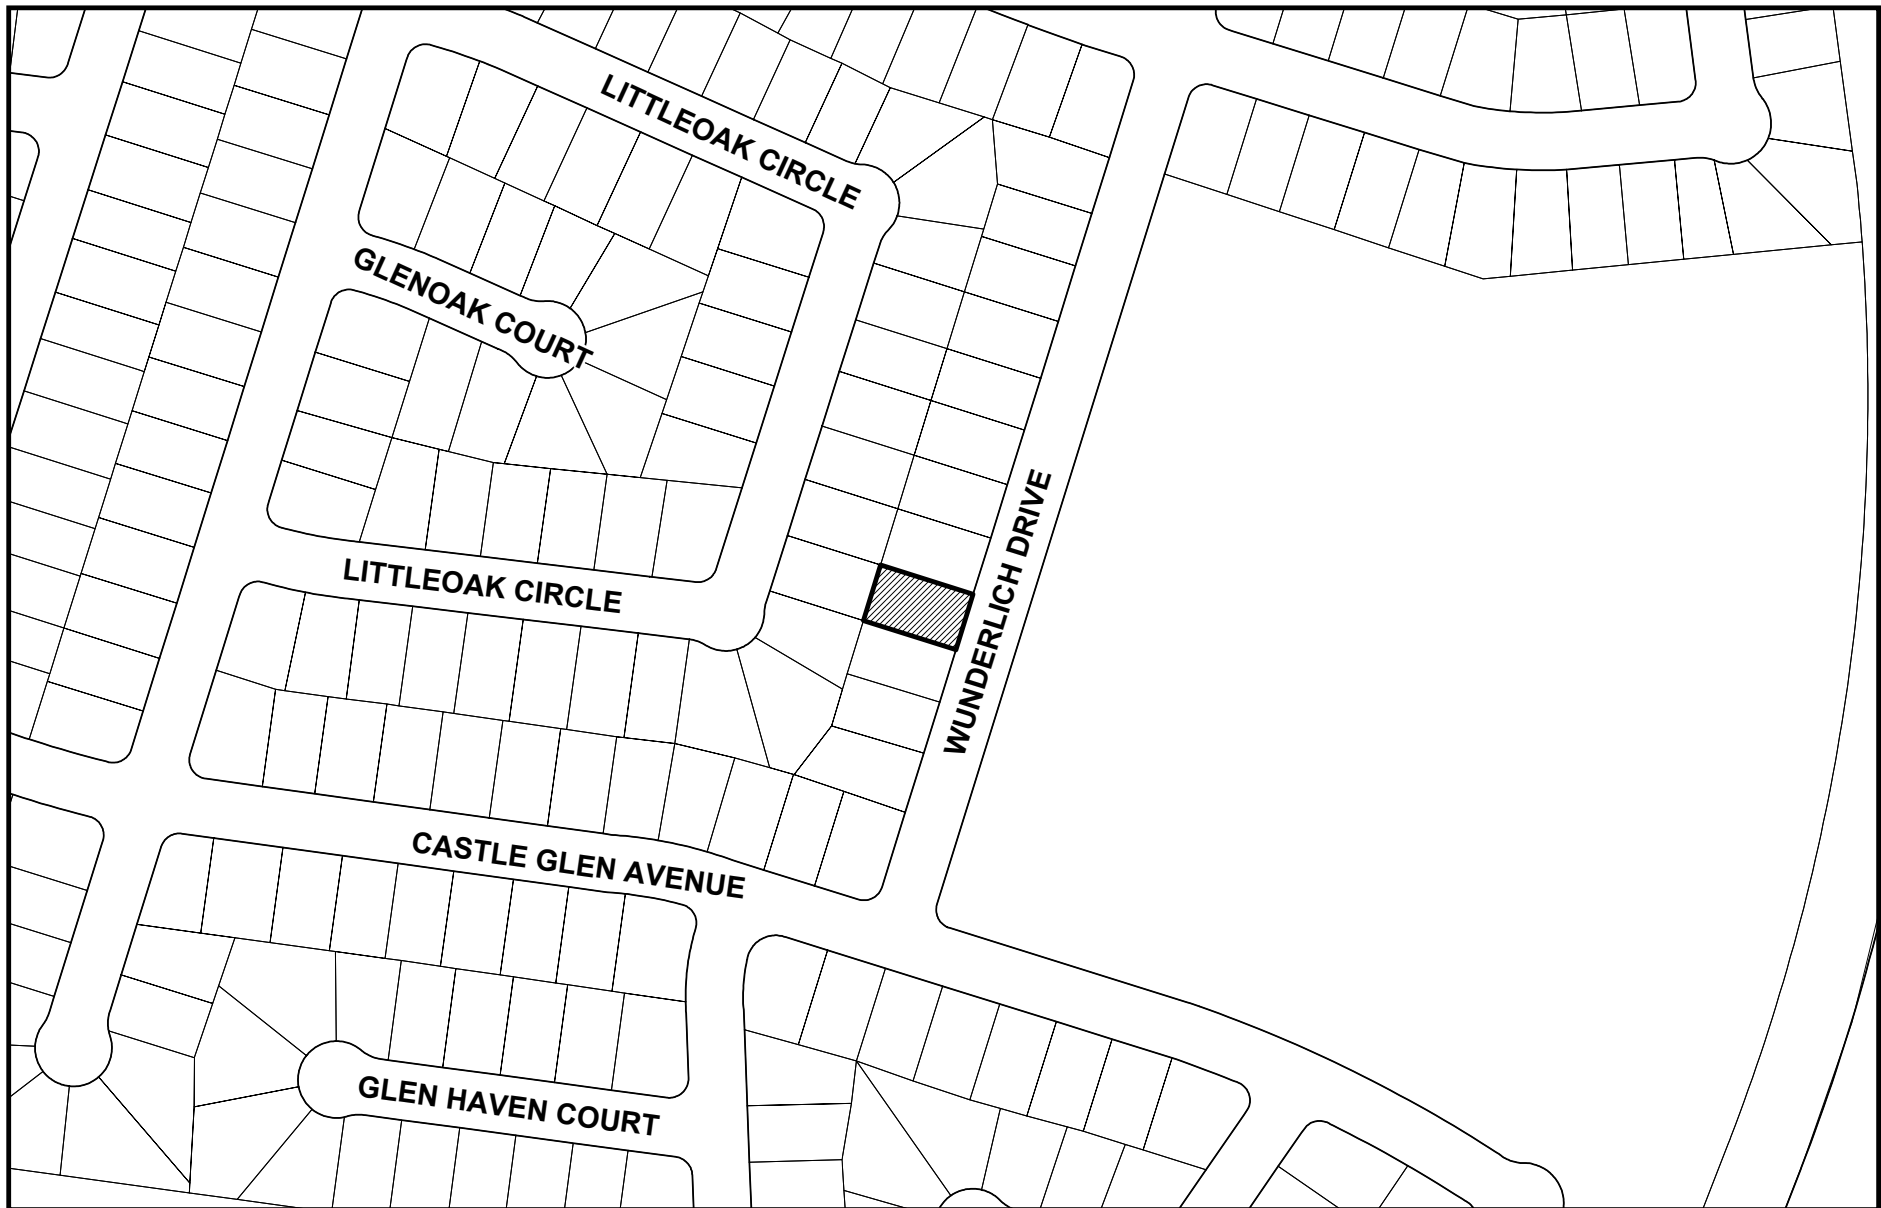 LITTLEOAK CIRCLE
GLENOAK COURT
WUNDERLICH DRIVE
LITTLEOAK CIRCLE
CASTLE GLEN AVENUE
GLEN HAVEN COURT